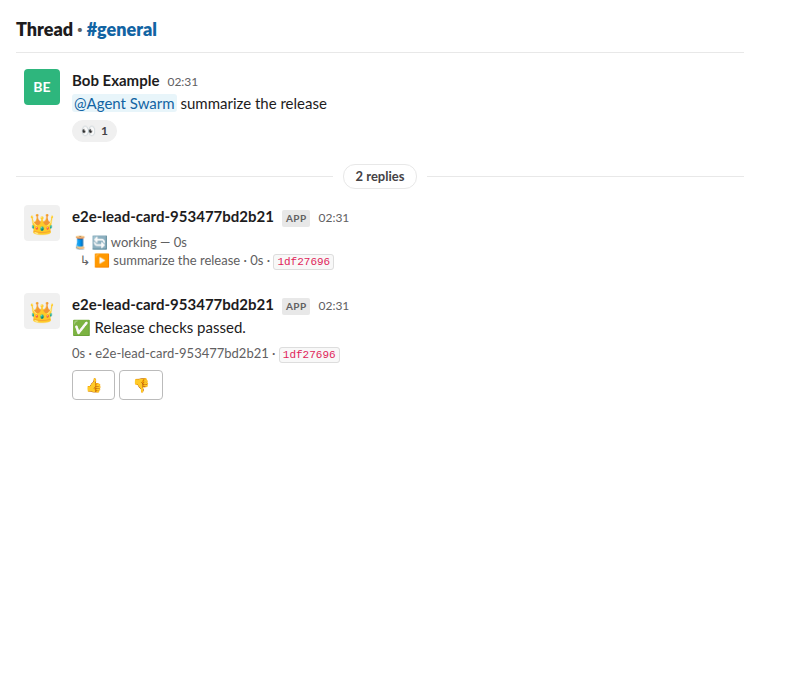 Thread • #general
BE
Bob Example 02:31
@Agent Swarm summarize the release
👀 1
2 replies
e2e-lead-card-953477bd2b21 APP 02:31
🧵 🔄 working — 0s
↳ ▶️ summarize the release · 0s · 1df27696
e2e-lead-card-953477bd2b21 APP 02:31
✅ Release checks passed.
0s · e2e-lead-card-953477bd2b21 · 1df27696
👍 👎